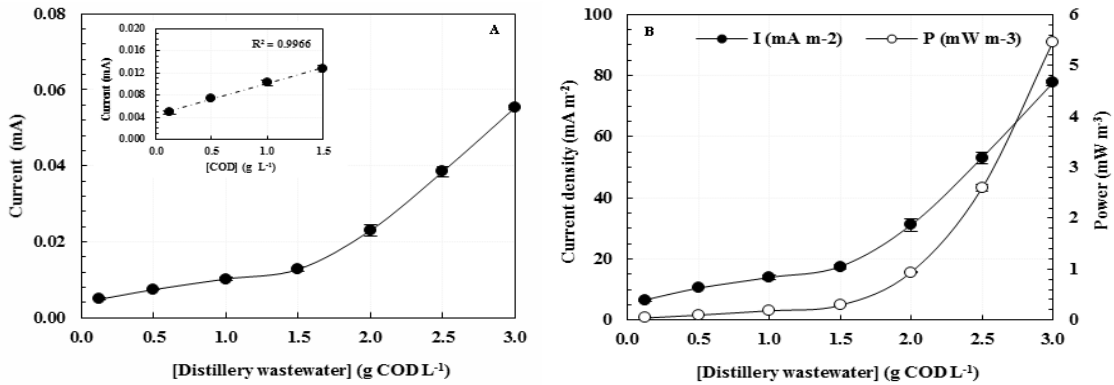 A
0.10
0.08
0.06
0.04
0.02
0.00
Current (mA)
0.0 0.5 1.0 1.5 2.0 2.5 3.0
[Distillery wastewater] (g COD L-1)
R² = 0.9966
0.020
0.016
0.012
0.008
0.004
0.000
Current (mA)
0.0 0.5 1.0 1.5
[COD] (g L-1)
B
I (mA m-2) P (mW m-3)
100
80
60
40
20
0
Current density (mA m-2)
6
5
4
3
2
1
0
Power (mW m-3)
0.0 0.5 1.0 1.5 2.0 2.5 3.0
[Distillery wastewater] (g COD L-1)